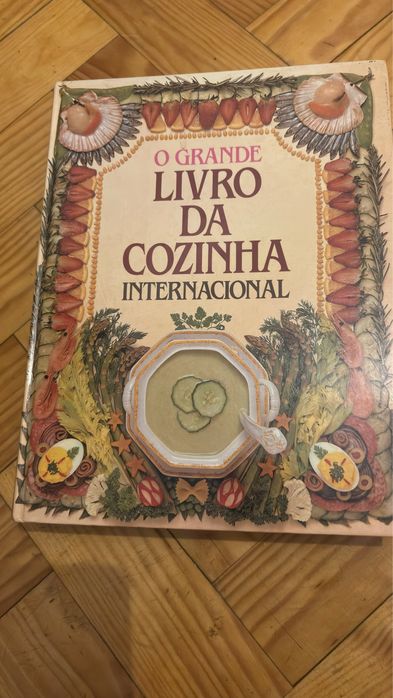 O GRANDE
LIVRO
DA
COZINHA
INTERNACIONAL